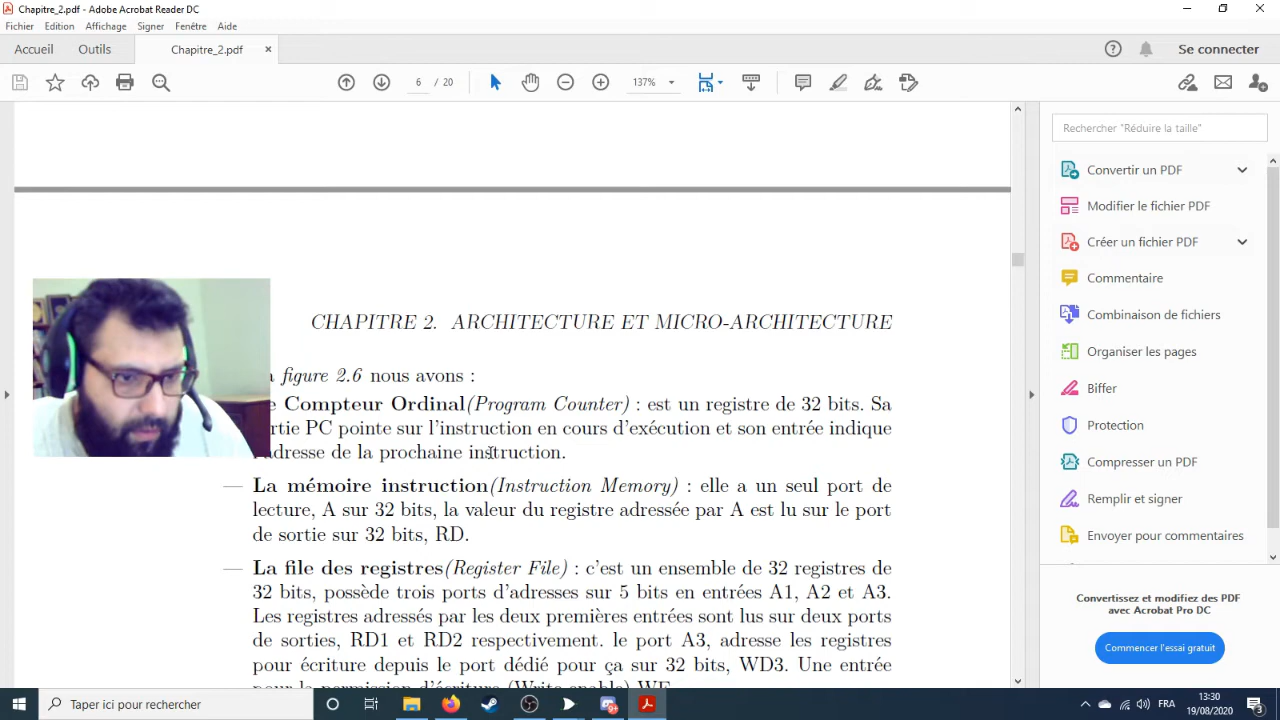 Chapitre_2.pdf - Adobe Acrobat Reader DC
Fichier Edition Affichage Signer Fenêtre Aide
Accueil Outils Chapitre_2.pdf × Se connecter
6 / 20 137%
Rechercher "Réduire la taille"
Convertir un PDF
Modifier le fichier PDF
Créer un fichier PDF
Commentaire
Combinaison de fichiers
Organiser les pages
Biffer
Protection
Compresser un PDF
Remplir et signer
Envoyer pour commentaires
Convertissez et modifiez des PDF
avec Acrobat Pro DC
Commencer l'essai gratuit
CHAPITRE 2. ARCHITECTURE ET MICRO-ARCHITECTURE
figure 2.6 nous avons :
Compteur Ordinal(Program Counter) : est un registre de 32 bits. Sa
PC pointe sur l'instruction en cours d'exécution et son entrée indique
l'adresse de la prochaine instruction.
— La mémoire instruction(Instruction Memory) : elle a un seul port de
lecture, A sur 32 bits, la valeur du registre adressée par A est lu sur le port
de sortie sur 32 bits, RD.
— La file des registres(Register File) : c'est un ensemble de 32 registres de
32 bits, possède trois ports d'adresses sur 5 bits en entrées A1, A2 et A3.
Les registres adressés par les deux premières entrées sont lus sur deux ports
de sorties, RD1 et RD2 respectivement. le port A3, adresse les registres
pour écriture depuis le port dédié pour ça sur 32 bits, WD3. Une entrée
pour la permission d'écriture (Write enable) WE
Taper ici pour rechercher
FRA
13:30
19/08/2020